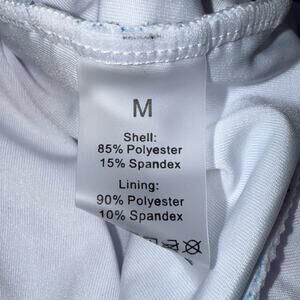 M
Shell:
85% Polyester
15% Spandex
Lining:
90% Polyester
10% Spandex